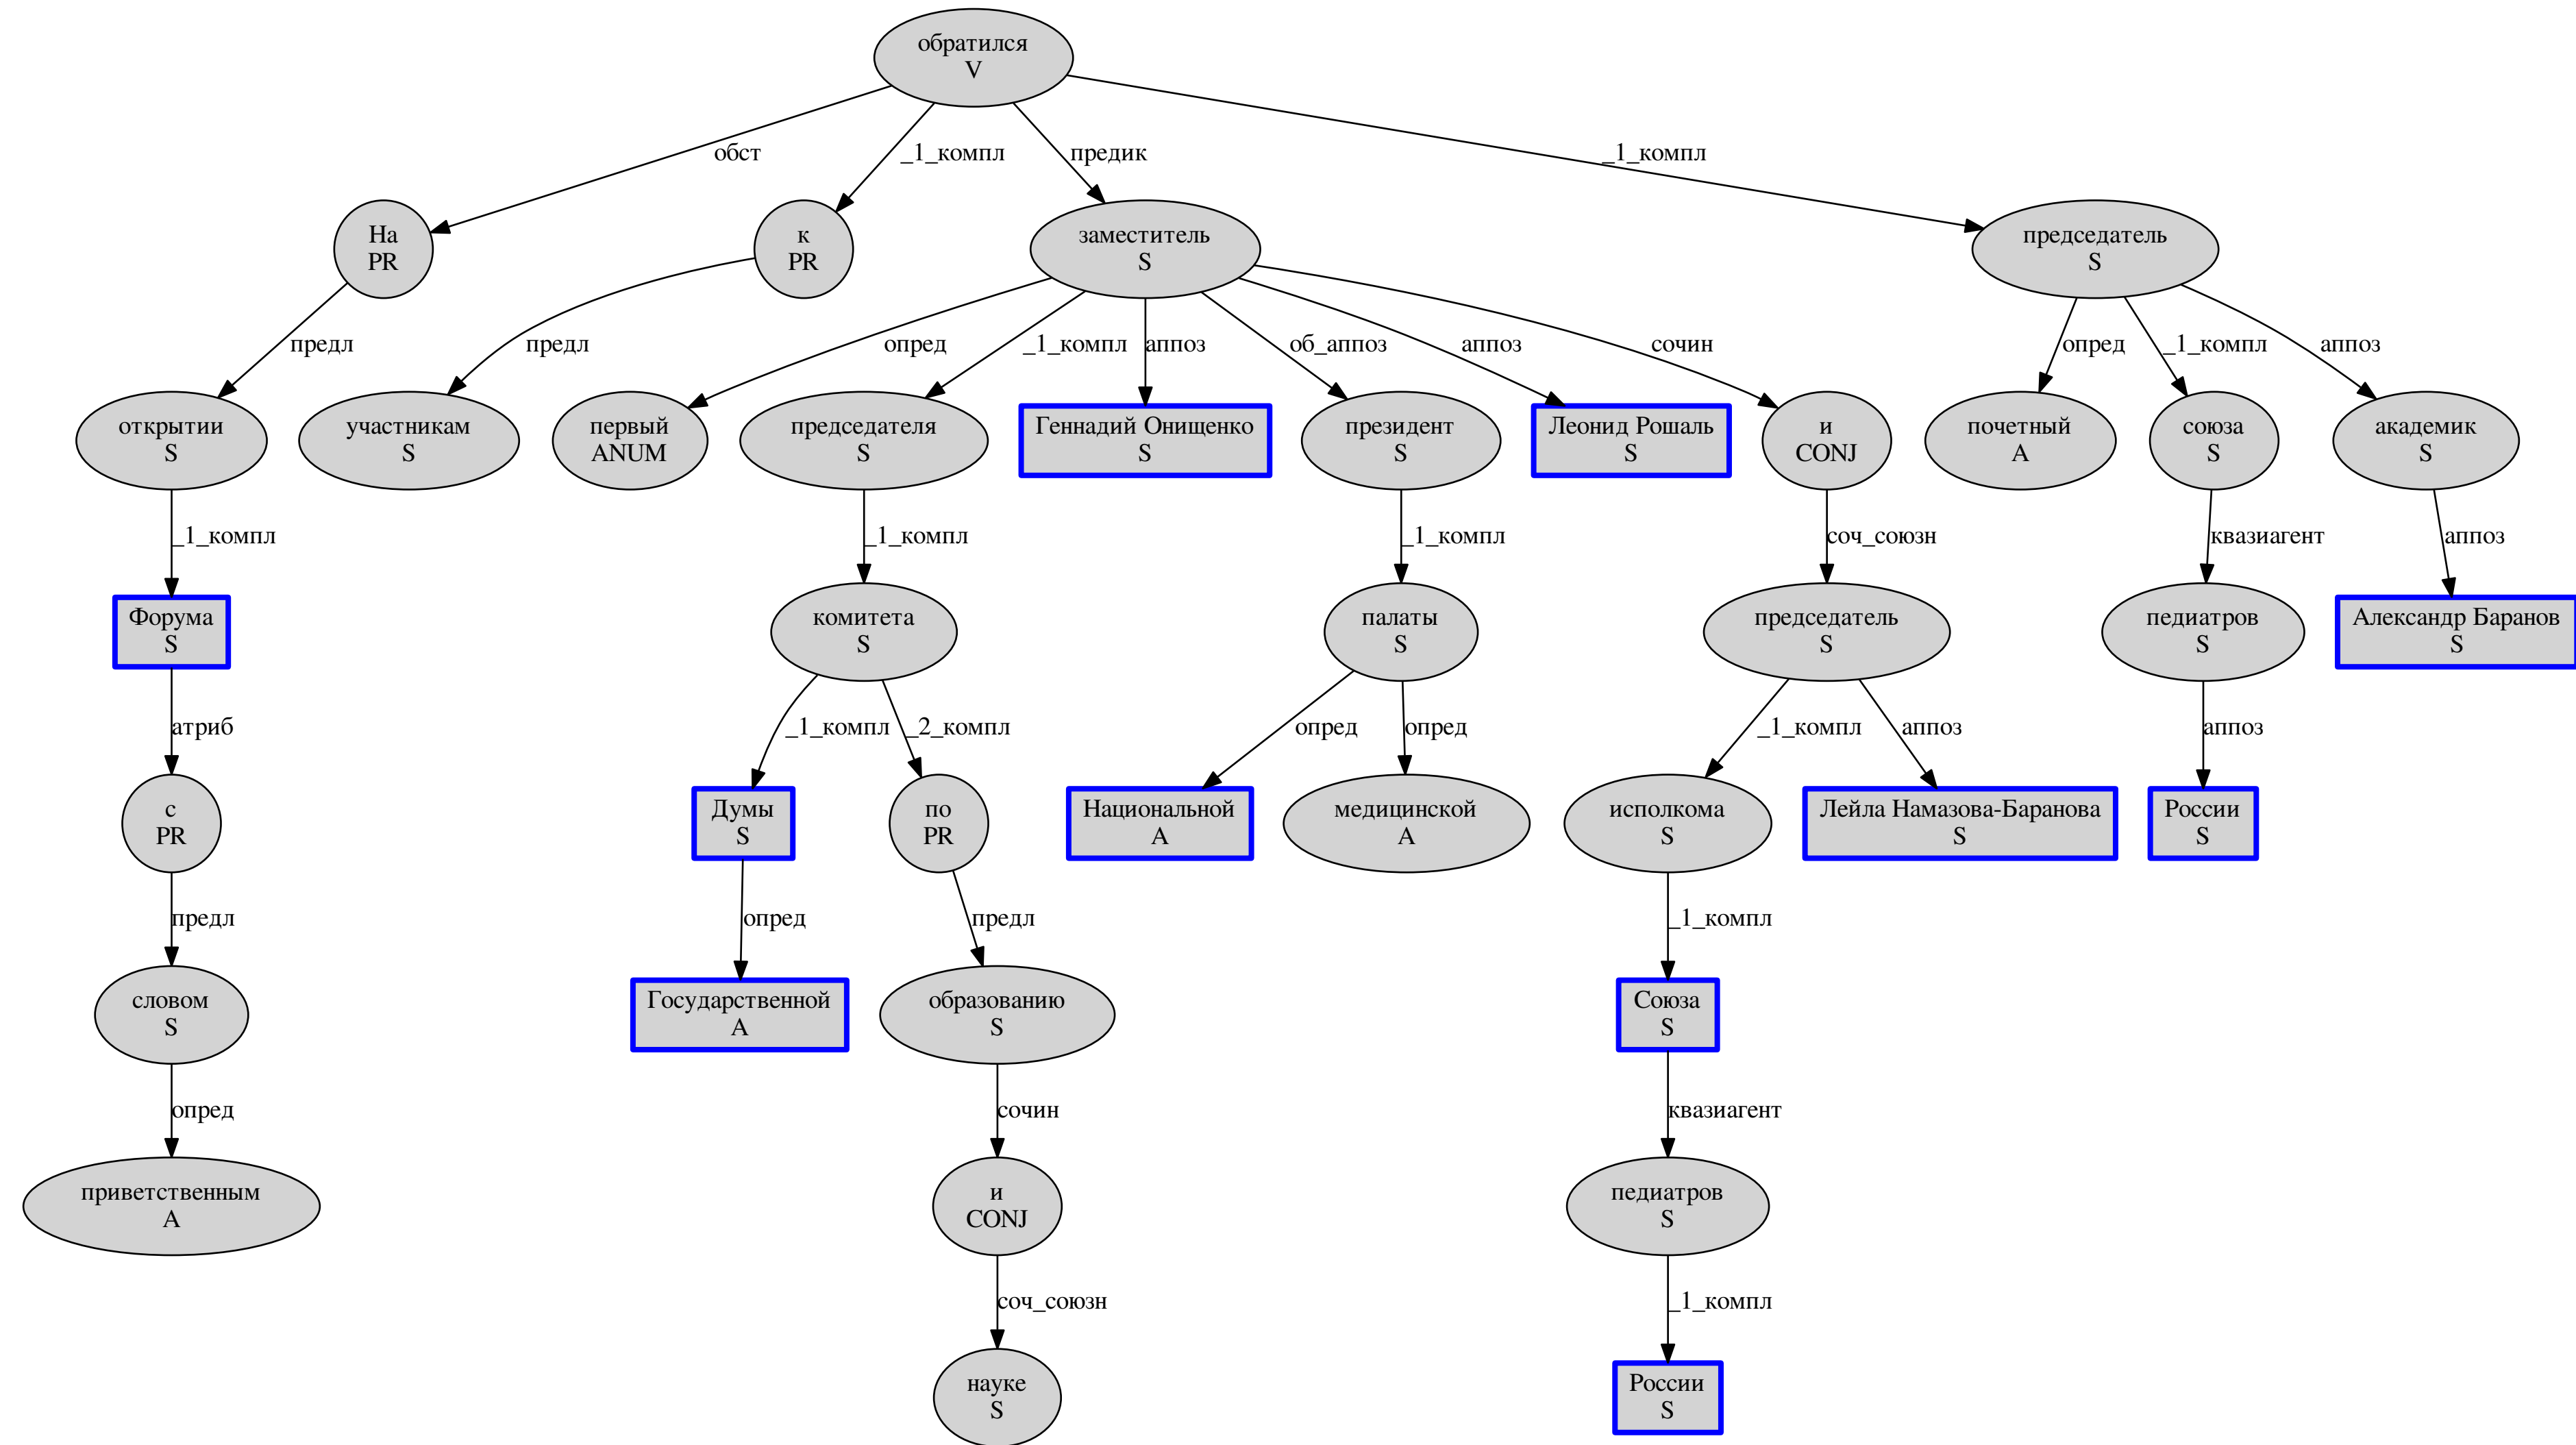 обратился
V
обст
_1_компл
предик
_1_компл
На
PR
к
PR
заместитель
S
председатель
S
предл
предл
опред
_1_компл
аппоз
об_аппоз
аппоз
сочин
опред
_1_компл
аппоз
открытии
S
участникам
S
первый
ANUM
председателя
S
Геннадий Онищенко
S
президент
S
Леонид Рошаль
S
и
CONJ
почетный
A
союза
S
академик
S
_1_компл
_1_компл
_1_компл
соч_союзн
квазиагент
аппоз
Форума
S
комитета
S
палаты
S
председатель
S
педиатров
S
Александр Баранов
S
атриб
_1_компл
_2_компл
опред
опред
_1_компл
аппоз
аппоз
с
PR
Думы
S
по
PR
Национальной
A
медицинской
A
исполкома
S
Лейла Намазова-Баранова
S
России
S
предл
опред
предл
_1_компл
словом
S
Государственной
A
образованию
S
Союза
S
опред
сочин
квазиагент
приветственным
A
и
CONJ
педиатров
S
соч_союзн
_1_компл
науке
S
России
S